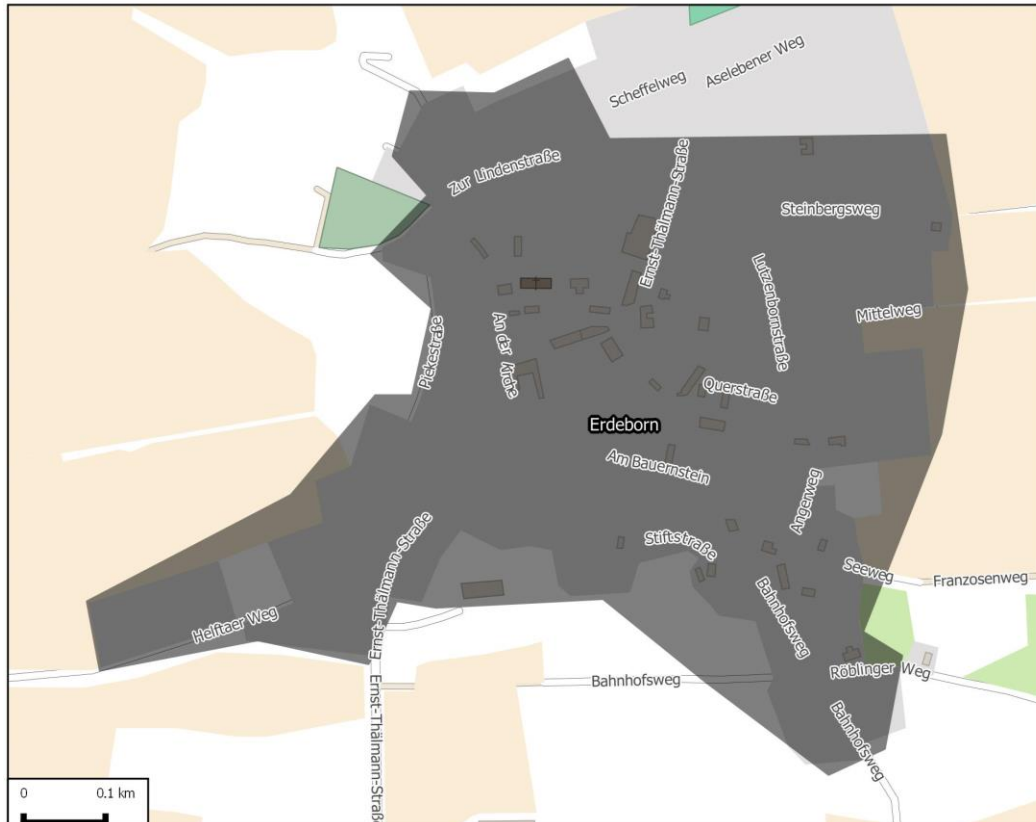 Aselebener Weg
Scheffelweg
Zur Lindenstraße
Ernst-Thälmann-Straße
Steinbergsweg
Lutzenbornstraße
Mittelweg
Piekestraße
An der Kirche
Querstraße
Erdeborn
Am Bauernstein
Angerweg
Ernst-Thälmann-Straße
Stiftstraße
Seeweg
Franzosenweg
Helftaer Weg
Bahnhofsweg
Röblinger Weg
Bahnhofsweg
Ernst-Thälmann-Straße
Bahnhofsweg
0 0.1 km